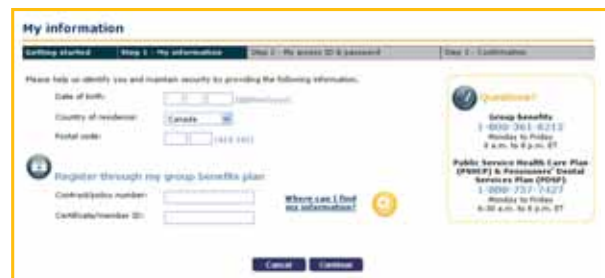 My information
Getting started Step 1 - My information Step 2 - My access ID & password Step 3 - Confirmation
Please help us identify you and maintain security by providing the following information.
Date of birth:
Country of residence: Canada
Postal code: (A1A 1A1)
Questions?
Group benefits
1-800-361-6212
Monday to Friday
8 a.m. to 8 p.m. ET
Public Service Health Care Plan
(PSHCP) & Pensioners' Dental
Services Plan (PDSP)
1-888-757-7427
Monday to Friday
6:30 a.m. to 8 p.m. ET
Register through my group benefits plan
Contract/policy number:
Where can I find
my information?
Certificate/member ID:
Cancel Continue